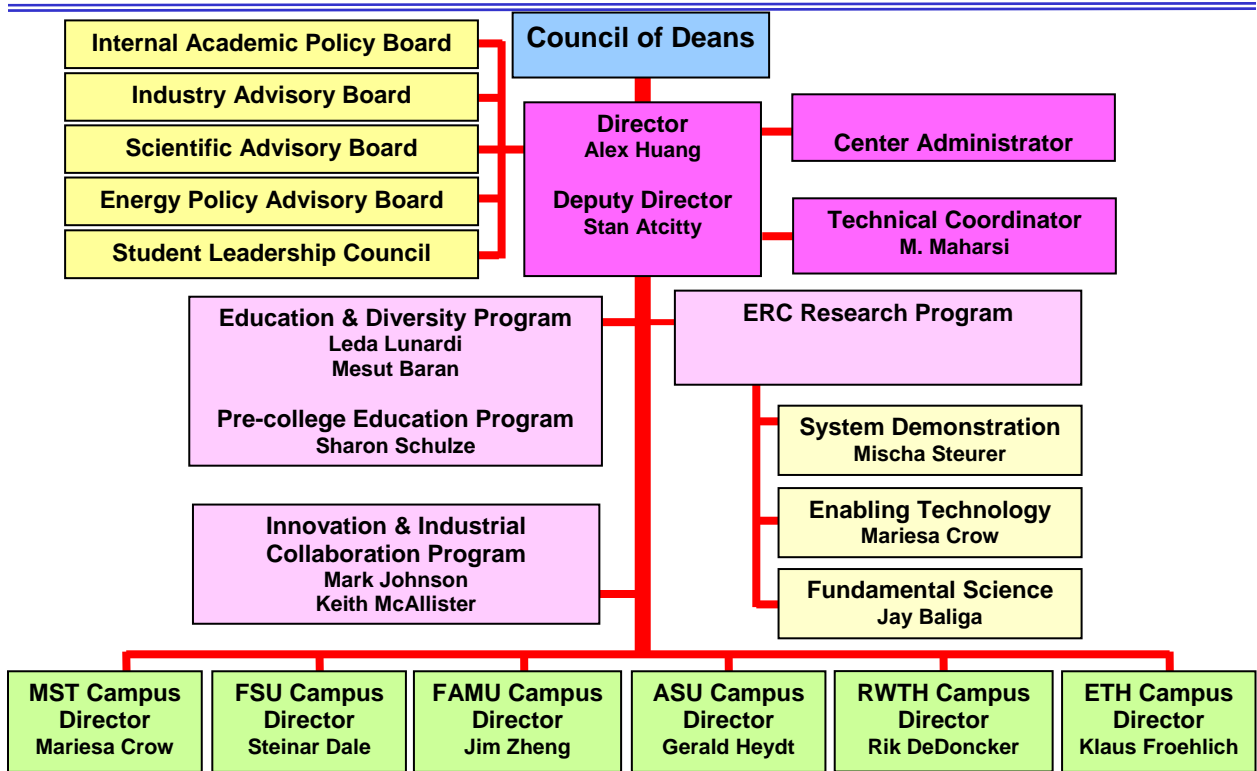 Council of Deans
Internal Academic Policy Board
Industry Advisory Board
Scientific Advisory Board
Energy Policy Advisory Board
Student Leadership Council
Director
Alex Huang
Deputy Director
Stan Atcitty
Center Administrator
Technical Coordinator
M. Maharsi
Education & Diversity Program
Leda Lunardi
Mesut Baran
Pre-college Education Program
Sharon Schulze
ERC Research Program
System Demonstration
Mischa Steurer
Enabling Technology
Mariesa Crow
Fundamental Science
Jay Baliga
Innovation & Industrial
Collaboration Program
Mark Johnson
Keith McAllister
MST Campus
Director
Mariesa Crow
FSU Campus
Director
Steinar Dale
FAMU Campus
Director
Jim Zheng
ASU Campus
Director
Gerald Heydt
RWTH Campus
Director
Rik DeDoncker
ETH Campus
Director
Klaus Froehlich